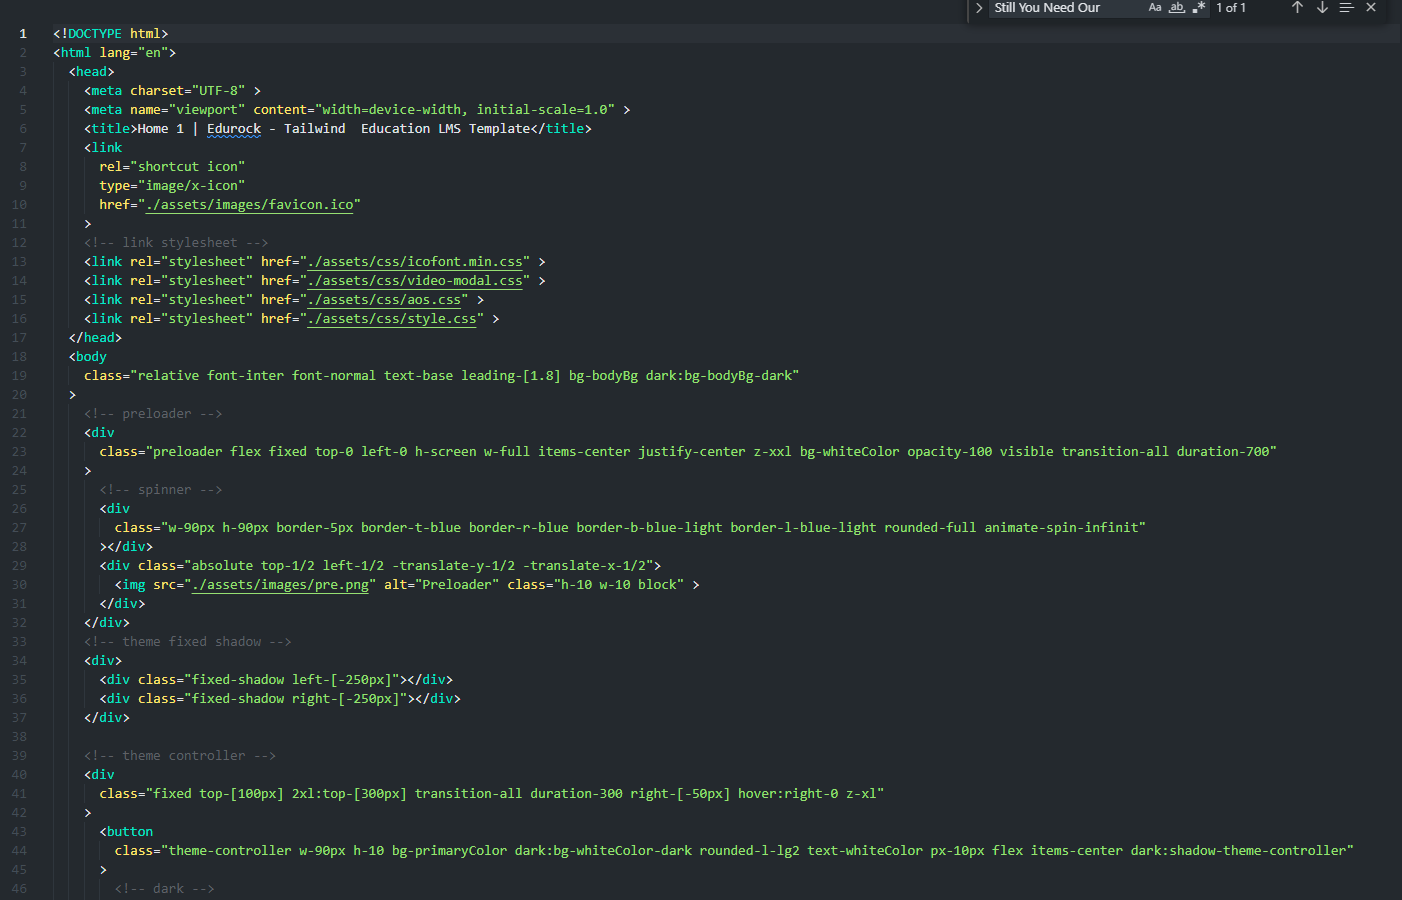 Still You Need Our Aa ab .* 1 of 1
1 <!DOCTYPE html>
2 <html lang="en">
3 <head>
4 <meta charset="UTF-8" >
5 <meta name="viewport" content="width=device-width, initial-scale=1.0" >
6 <title>Home 1 | Edurock - Tailwind  Education LMS Template</title>
7 <link
8 rel="shortcut icon"
9 type="image/x-icon"
10 href="./assets/images/favicon.ico"
11 >
12 <!-- link stylesheet -->
13 <link rel="stylesheet" href="./assets/css/icofont.min.css" >
14 <link rel="stylesheet" href="./assets/css/video-modal.css" >
15 <link rel="stylesheet" href="./assets/css/aos.css" >
16 <link rel="stylesheet" href="./assets/css/style.css" >
17 </head>
18 <body
19 class="relative font-inter font-normal text-base leading-[1.8] bg-bodyBg dark:bg-bodyBg-dark"
20 >
21 <!-- preloader -->
22 <div
23 class="preloader flex fixed top-0 left-0 h-screen w-full items-center justify-center z-xxl bg-whiteColor opacity-100 visible transition-all duration-700"
24 >
25 <!-- spinner -->
26 <div
27 class="w-90px h-90px border-5px border-t-blue border-r-blue border-b-blue-light border-l-blue-light rounded-full animate-spin-infinit"
28 ></div>
29 <div class="absolute top-1/2 left-1/2 -translate-y-1/2 -translate-x-1/2">
30 <img src="./assets/images/pre.png" alt="Preloader" class="h-10 w-10 block" >
31 </div>
32 </div>
33 <!-- theme fixed shadow -->
34 <div>
35 <div class="fixed-shadow left-[-250px]"></div>
36 <div class="fixed-shadow right-[-250px]"></div>
37 </div>
38
39 <!-- theme controller -->
40 <div
41 class="fixed top-[100px] 2xl:top-[300px] transition-all duration-300 right-[-50px] hover:right-0 z-xl"
42 >
43 <button
44 class="theme-controller w-90px h-10 bg-primaryColor dark:bg-whiteColor-dark rounded-l-lg2 text-whiteColor px-10px flex items-center dark:shadow-theme-controller"
45 >
46 <!-- dark -->